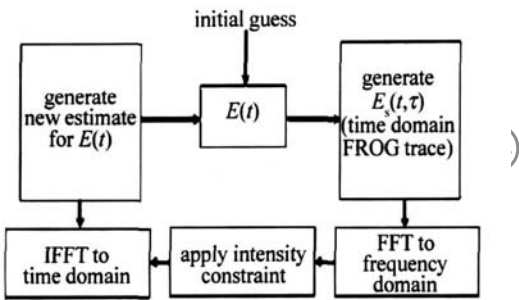 initial guess
generate
new estimate
for E(t)
E(t)
generate
Es(t,τ)
(time domain
FROG trace)
IFFT to
time domain
apply intensity
constraint
FFT to
frequency
domain